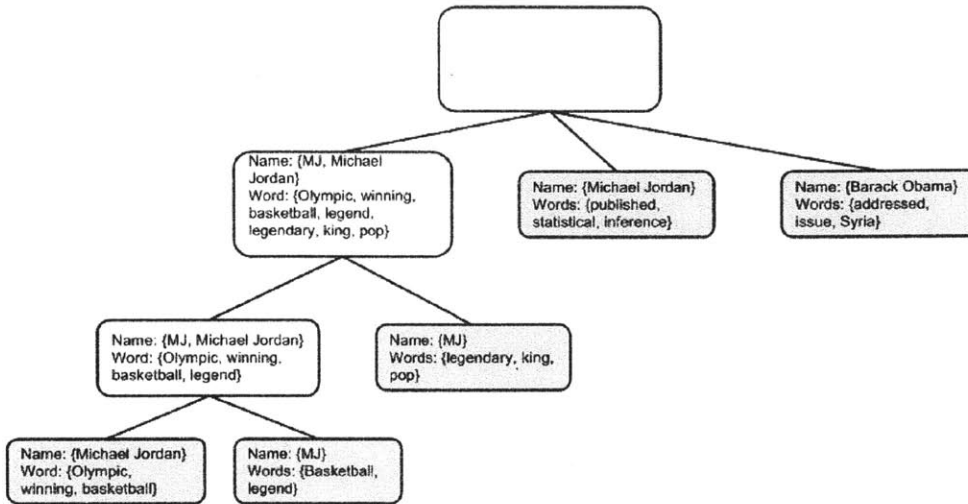 Name: {MJ, Michael
Jordan}
Word: {Olympic, winning,
basketball, legend,
legendary, king, pop}
Name: {Michael Jordan}
Words: {published,
statistical, inference}
Name: {Barack Obama}
Words: {addressed,
issue, Syria}
Name: {MJ, Michael Jordan}
Word: {Olympic, winning,
basketball, legend}
Name: {MJ}
Words: {legendary, king,
pop}
Name: {Michael Jordan}
Word: {Olympic,
winning, basketball}
Name: {MJ}
Words: {Basketball,
legend}